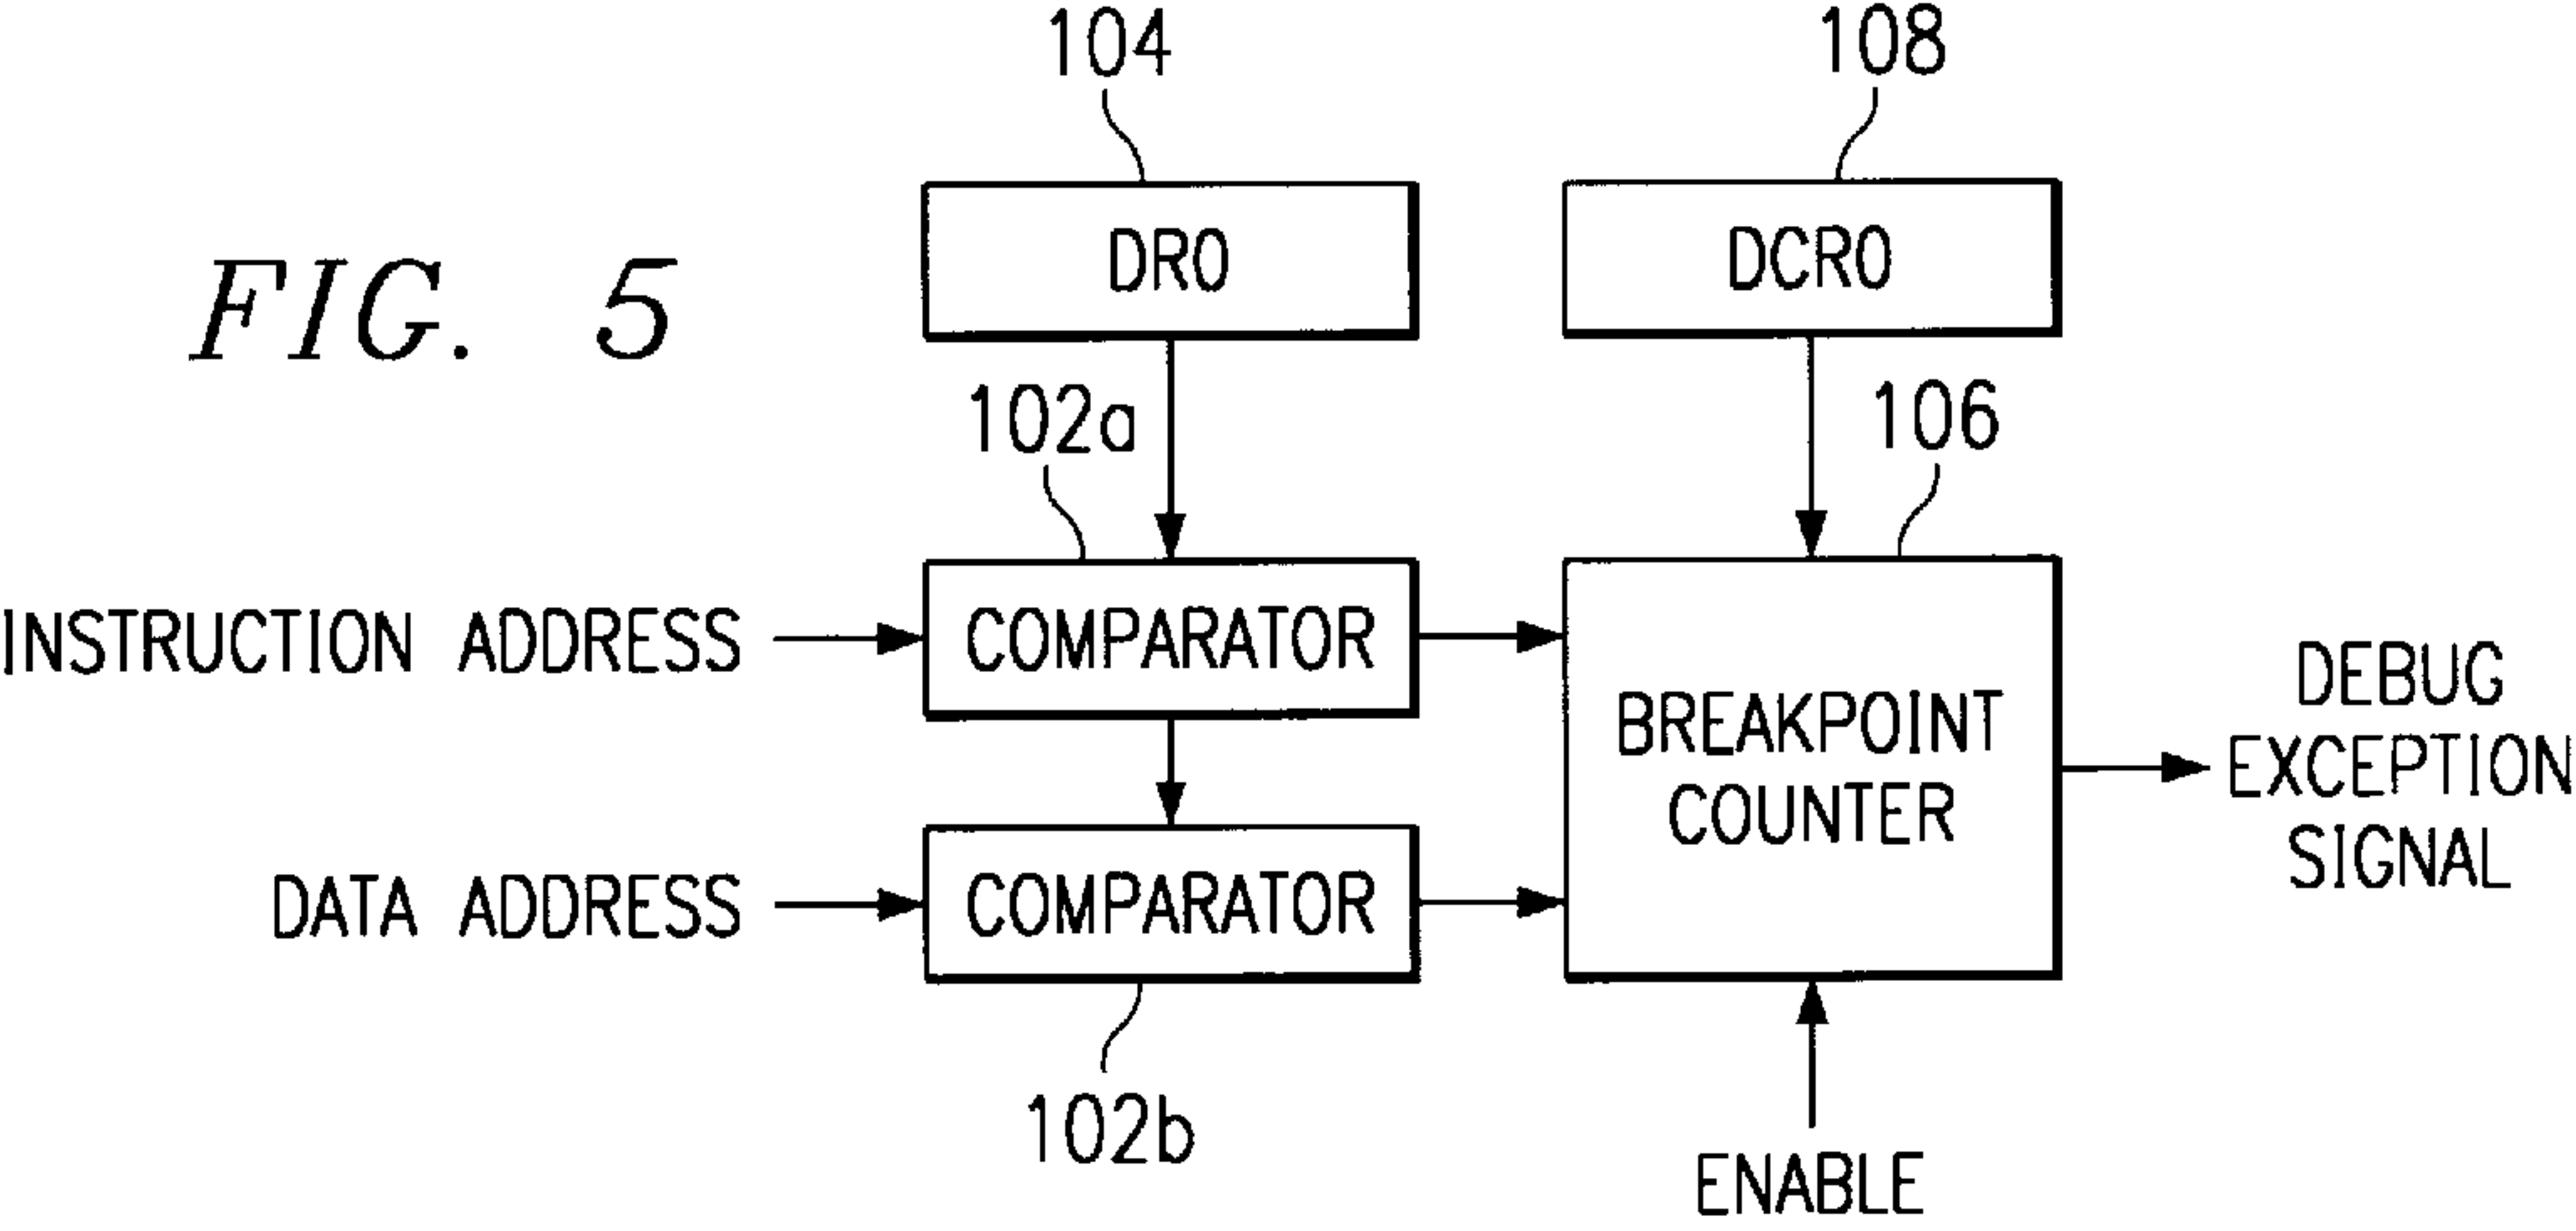 104
108
FIG. 5
DR0
DCR0
102a
106
INSTRUCTION ADDRESS
COMPARATOR
BREAKPOINT
COUNTER
DEBUG
EXCEPTION
SIGNAL
DATA ADDRESS
COMPARATOR
102b
ENABLE